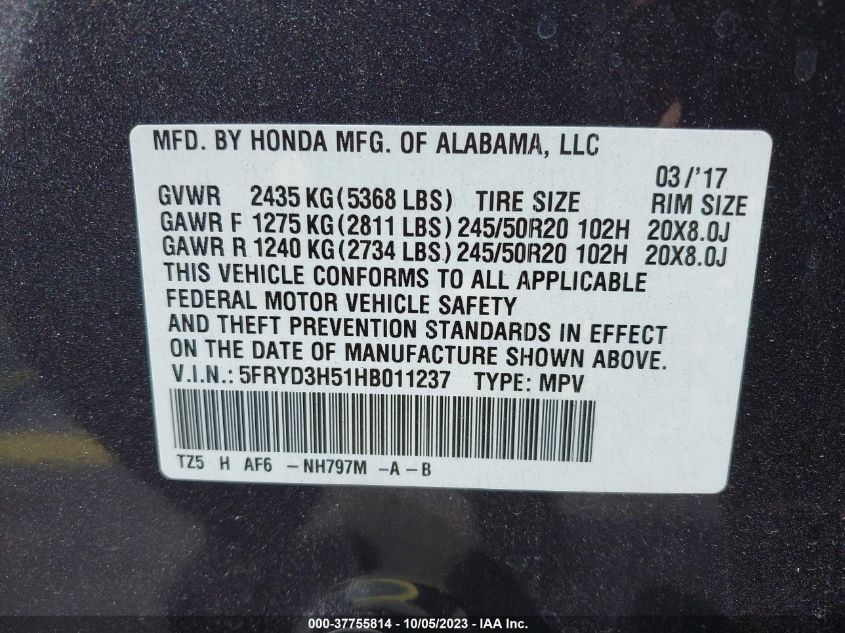 MFD. BY HONDA MFG. OF ALABAMA, LLC
03/'17
GVWR 2435 KG(5368 LBS) TIRE SIZE RIM SIZE
GAWR F 1275 KG(2811 LBS) 245/50R20 102H 20X8.0J
GAWR R 1240 KG(2734 LBS) 245/50R20 102H 20X8.0J
THIS VEHICLE CONFORMS TO ALL APPLICABLE
FEDERAL MOTOR VEHICLE SAFETY
AND THEFT PREVENTION STANDARDS IN EFFECT
ON THE DATE OF MANUFACTURE SHOWN ABOVE.
V.I.N.: 5FRYD3H51HB011237 TYPE: MPV
TZ5 H AF6 -NH797M -A -B
000-37755814 - 10/05/2023 - IAA Inc.